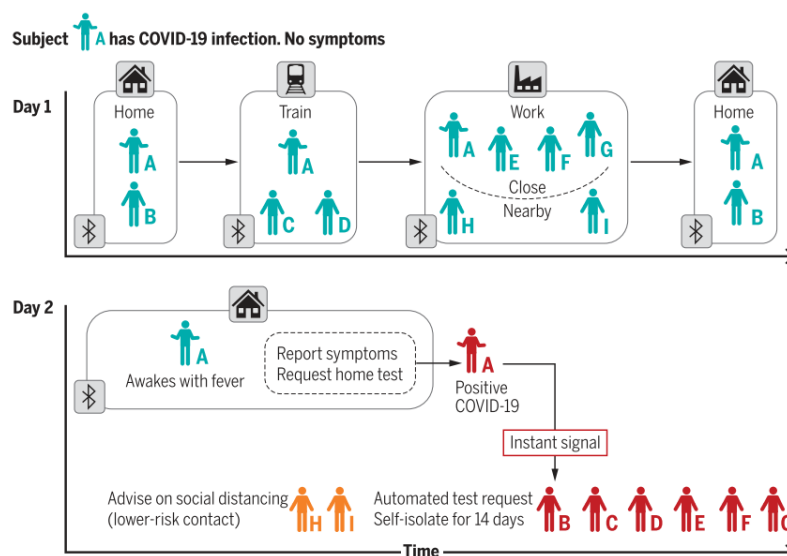 Subject A has COVID-19 infection. No symptoms
Day 1
Home
Train
Work
Home
A
A
A
E
F
G
A
Close
Nearby
B
C
D
H
I
B
Day 2
A
Awakes with fever
Report symptoms
Request home test
A
Positive
COVID-19
Instant signal
Advise on social distancing
(lower-risk contact)
H
I
Automated test request
Self-isolate for 14 days
B
C
D
E
F
G
Time